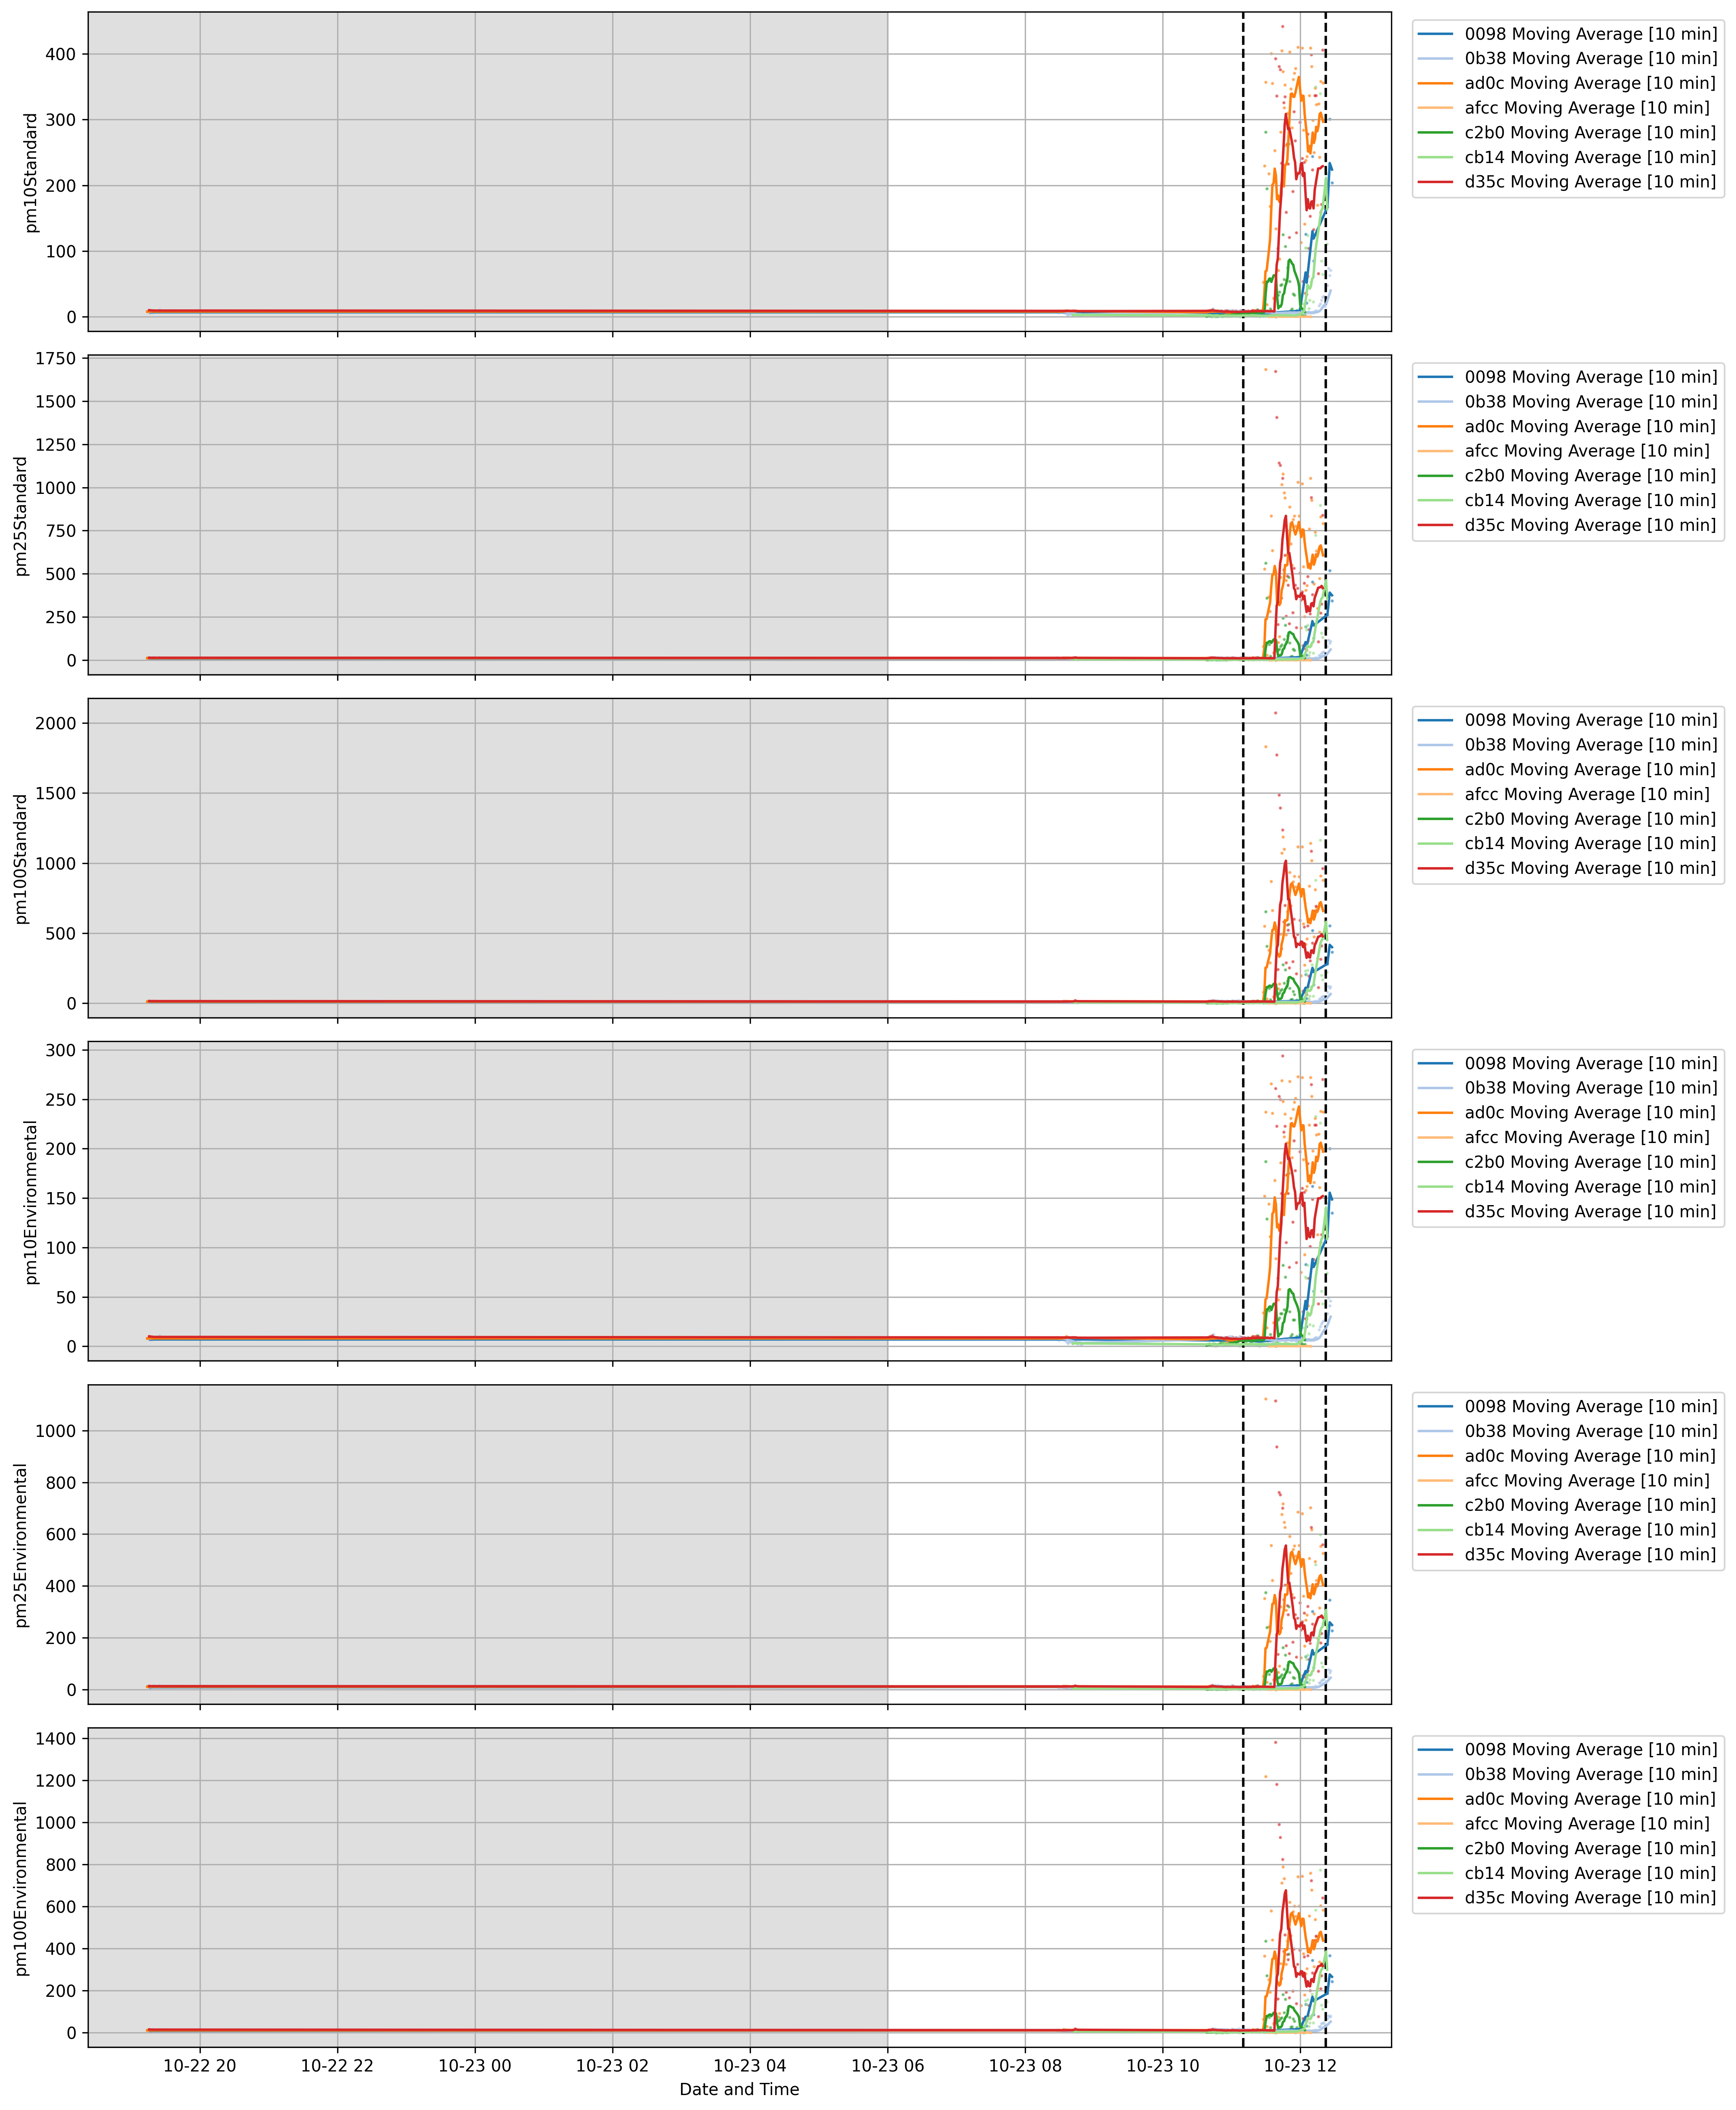 pm10Standard
400
300
200
100
0
0098 Moving Average [10 min]
0b38 Moving Average [10 min]
ad0c Moving Average [10 min]
afcc Moving Average [10 min]
c2b0 Moving Average [10 min]
cb14 Moving Average [10 min]
d35c Moving Average [10 min]
pm25Standard
1750
1500
1250
1000
750
500
250
0
0098 Moving Average [10 min]
0b38 Moving Average [10 min]
ad0c Moving Average [10 min]
afcc Moving Average [10 min]
c2b0 Moving Average [10 min]
cb14 Moving Average [10 min]
d35c Moving Average [10 min]
pm100Standard
2000
1500
1000
500
0
0098 Moving Average [10 min]
0b38 Moving Average [10 min]
ad0c Moving Average [10 min]
afcc Moving Average [10 min]
c2b0 Moving Average [10 min]
cb14 Moving Average [10 min]
d35c Moving Average [10 min]
pm10Environmental
300
250
200
150
100
50
0
0098 Moving Average [10 min]
0b38 Moving Average [10 min]
ad0c Moving Average [10 min]
afcc Moving Average [10 min]
c2b0 Moving Average [10 min]
cb14 Moving Average [10 min]
d35c Moving Average [10 min]
pm25Environmental
1000
800
600
400
200
0
0098 Moving Average [10 min]
0b38 Moving Average [10 min]
ad0c Moving Average [10 min]
afcc Moving Average [10 min]
c2b0 Moving Average [10 min]
cb14 Moving Average [10 min]
d35c Moving Average [10 min]
pm100Environmental
1400
1200
1000
800
600
400
200
0
0098 Moving Average [10 min]
0b38 Moving Average [10 min]
ad0c Moving Average [10 min]
afcc Moving Average [10 min]
c2b0 Moving Average [10 min]
cb14 Moving Average [10 min]
d35c Moving Average [10 min]
10-22 20 10-22 22 10-23 00 10-23 02 10-23 04 10-23 06 10-23 08 10-23 10 10-23 12
Date and Time